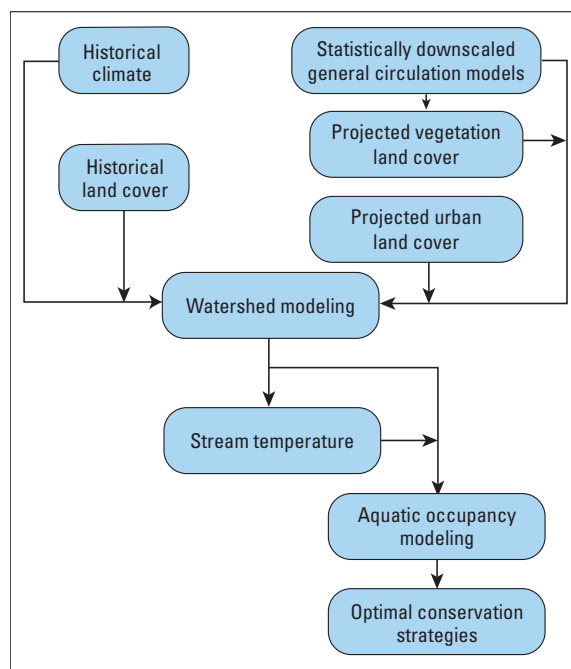 Historical
climate
Statistically downscaled
general circulation models
Projected vegetation
land cover
Historical
land cover
Projected urban
land cover
Watershed modeling
Stream temperature
Aquatic occupancy
modeling
Optimal conservation
strategies